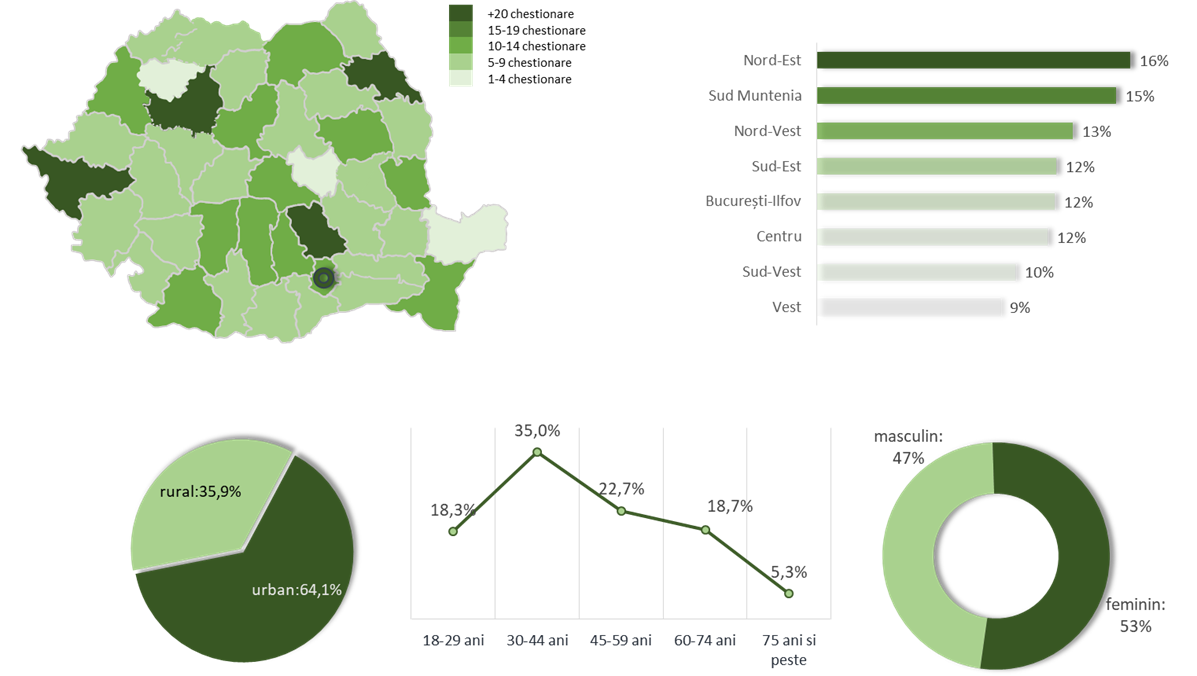 +20 chestionare
15-19 chestionare
10-14 chestionare
5-9 chestionare
1-4 chestionare
Nord-Est 16%
Sud Muntenia 15%
Nord-Vest 13%
Sud-Est 12%
București-Ilfov 12%
Centru 12%
Sud-Vest 10%
Vest 9%
rural:35,9%
urban:64,1%
18,3%
35,0%
22,7%
18,7%
5,3%
18-29 ani
30-44 ani
45-59 ani
60-74 ani
75 ani si
peste
masculin:
47%
feminin:
53%